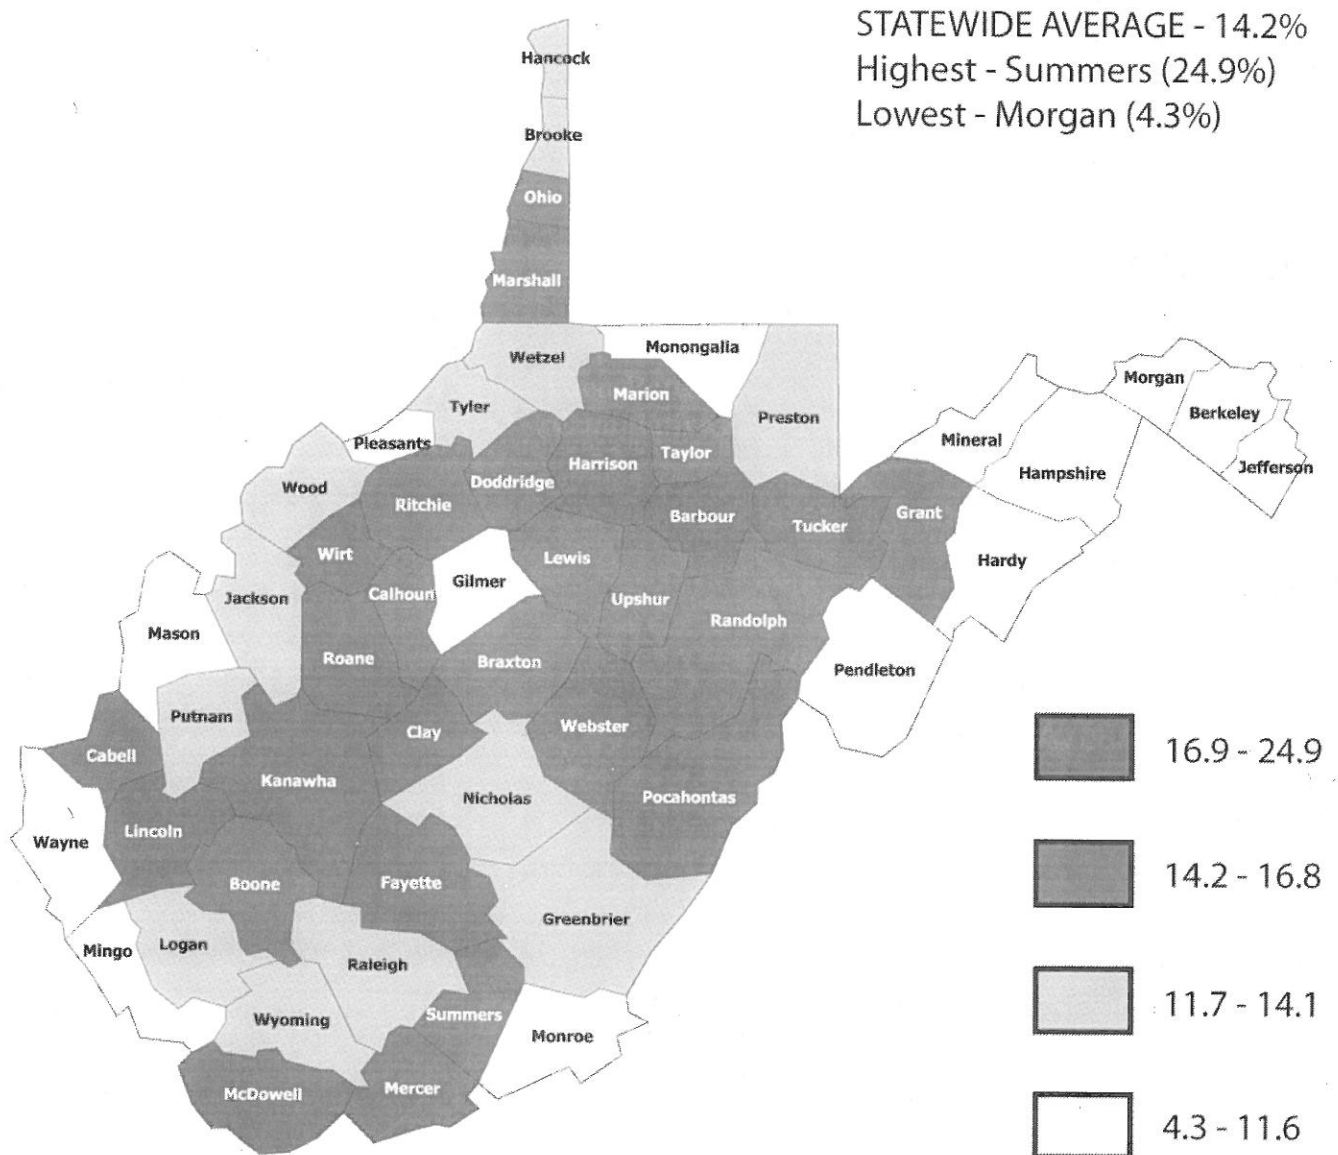 STATEWIDE AVERAGE - 14.2%
Highest - Summers (24.9%)
Lowest - Morgan (4.3%)
Hancock
Brooke
Ohio
Marshall
Wetzel
Monongalia
Marion
Preston
Tyler
Pleasants
Morgan
Berkeley
Jefferson
Mineral
Hampshire
Wood
Ritchie
Doddridge
Harrison
Taylor
Barbour
Tucker
Grant
Hardy
Wirt
Calhoun
Gilmer
Lewis
Upshur
Randolph
Jackson
Mason
Roane
Braxton
Pendleton
Putnam
Clay
Webster
Cabell
Kanawha
Nicholas
Pocahontas
Wayne
Lincoln
Boone
Fayette
Greenbrier
Mingo
Logan
Raleigh
Wyoming
Summers
Monroe
McDowell
Mercer
16.9 - 24.9
14.2 - 16.8
11.7 - 14.1
4.3 - 11.6